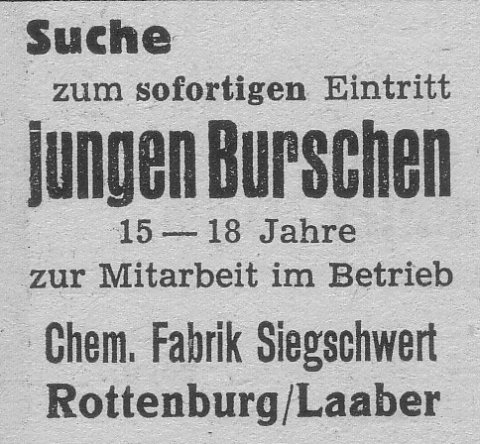 Suche
zum sofortigen Eintritt
jungen Burschen
15 — 18 Jahre
zur Mitarbeit im Betrieb
Chem. Fabrik Siegschwert
Rottenburg/Laaber